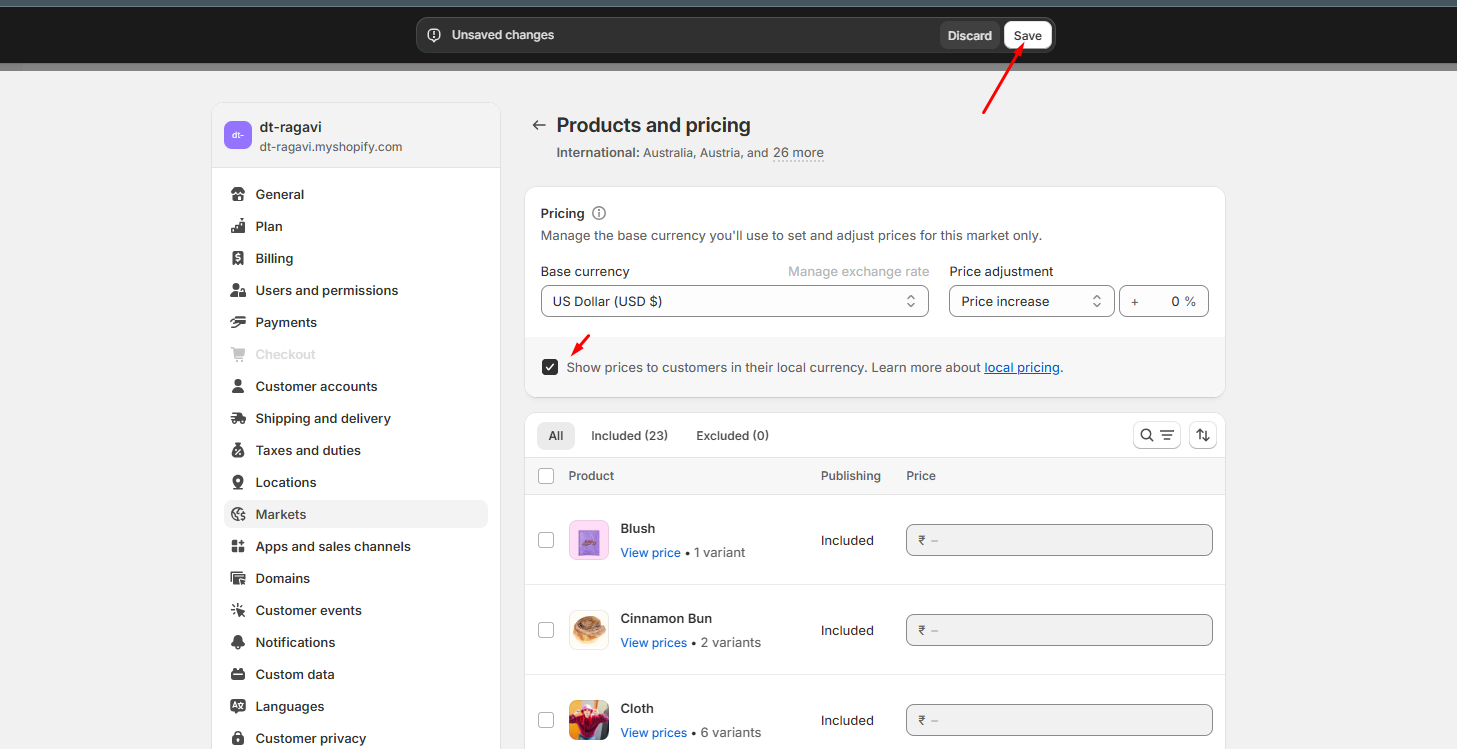 Unsaved changes
Discard
Save
dt-
dt-ragavi
dt-ragavi.myshopify.com
General
Plan
Billing
Users and permissions
Payments
Checkout
Customer accounts
Shipping and delivery
Taxes and duties
Locations
Markets
Apps and sales channels
Domains
Customer events
Notifications
Custom data
Languages
Customer privacy
Products and pricing
International: Australia, Austria, and 26 more
Pricing
Manage the base currency you'll use to set and adjust prices for this market only.
Base currency
Manage exchange rate
Price adjustment
US Dollar (USD $)
Price increase
+ 0 %
Show prices to customers in their local currency. Learn more about local pricing.
All
Included (23)
Excluded (0)
Product
Publishing
Price
Blush
View price • 1 variant
Included
₹ –
Cinnamon Bun
View prices • 2 variants
Included
₹ –
Cloth
View prices • 6 variants
Included
₹ –